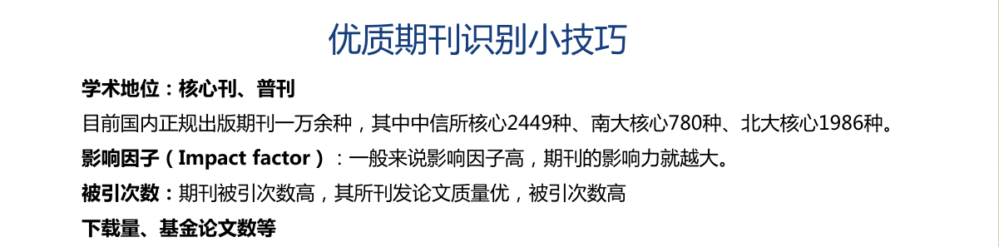 优质期刊识别小技巧
学术地位：核心刊、普刊
目前国内正规出版期刊一万余种，其中中信所核心2449种、南大核心780种、北大核心1986种。
影响因子（Impact factor）：一般来说影响因子高，期刊的影响力就越大。
被引次数：期刊被引次数高，其所刊发论文质量优，被引次数高
下载量、基金论文数等